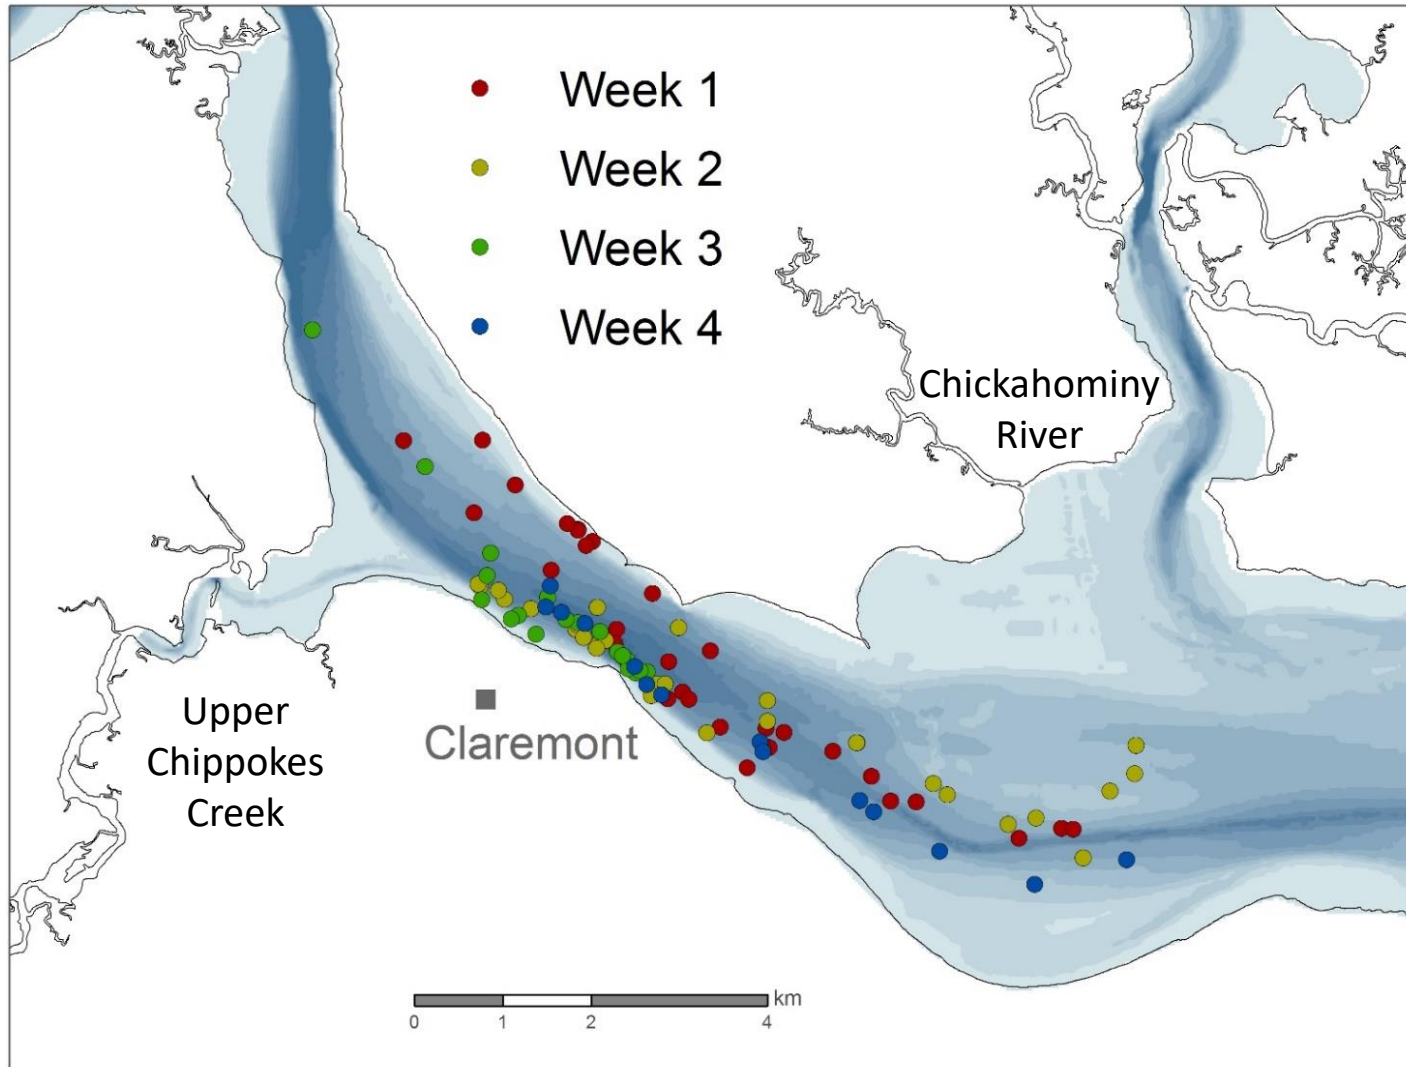 Week 1
Week 2
Week 3
Week 4
Chickahominy
River
Upper
Chippokes
Creek
Claremont
km
0 1 2 4